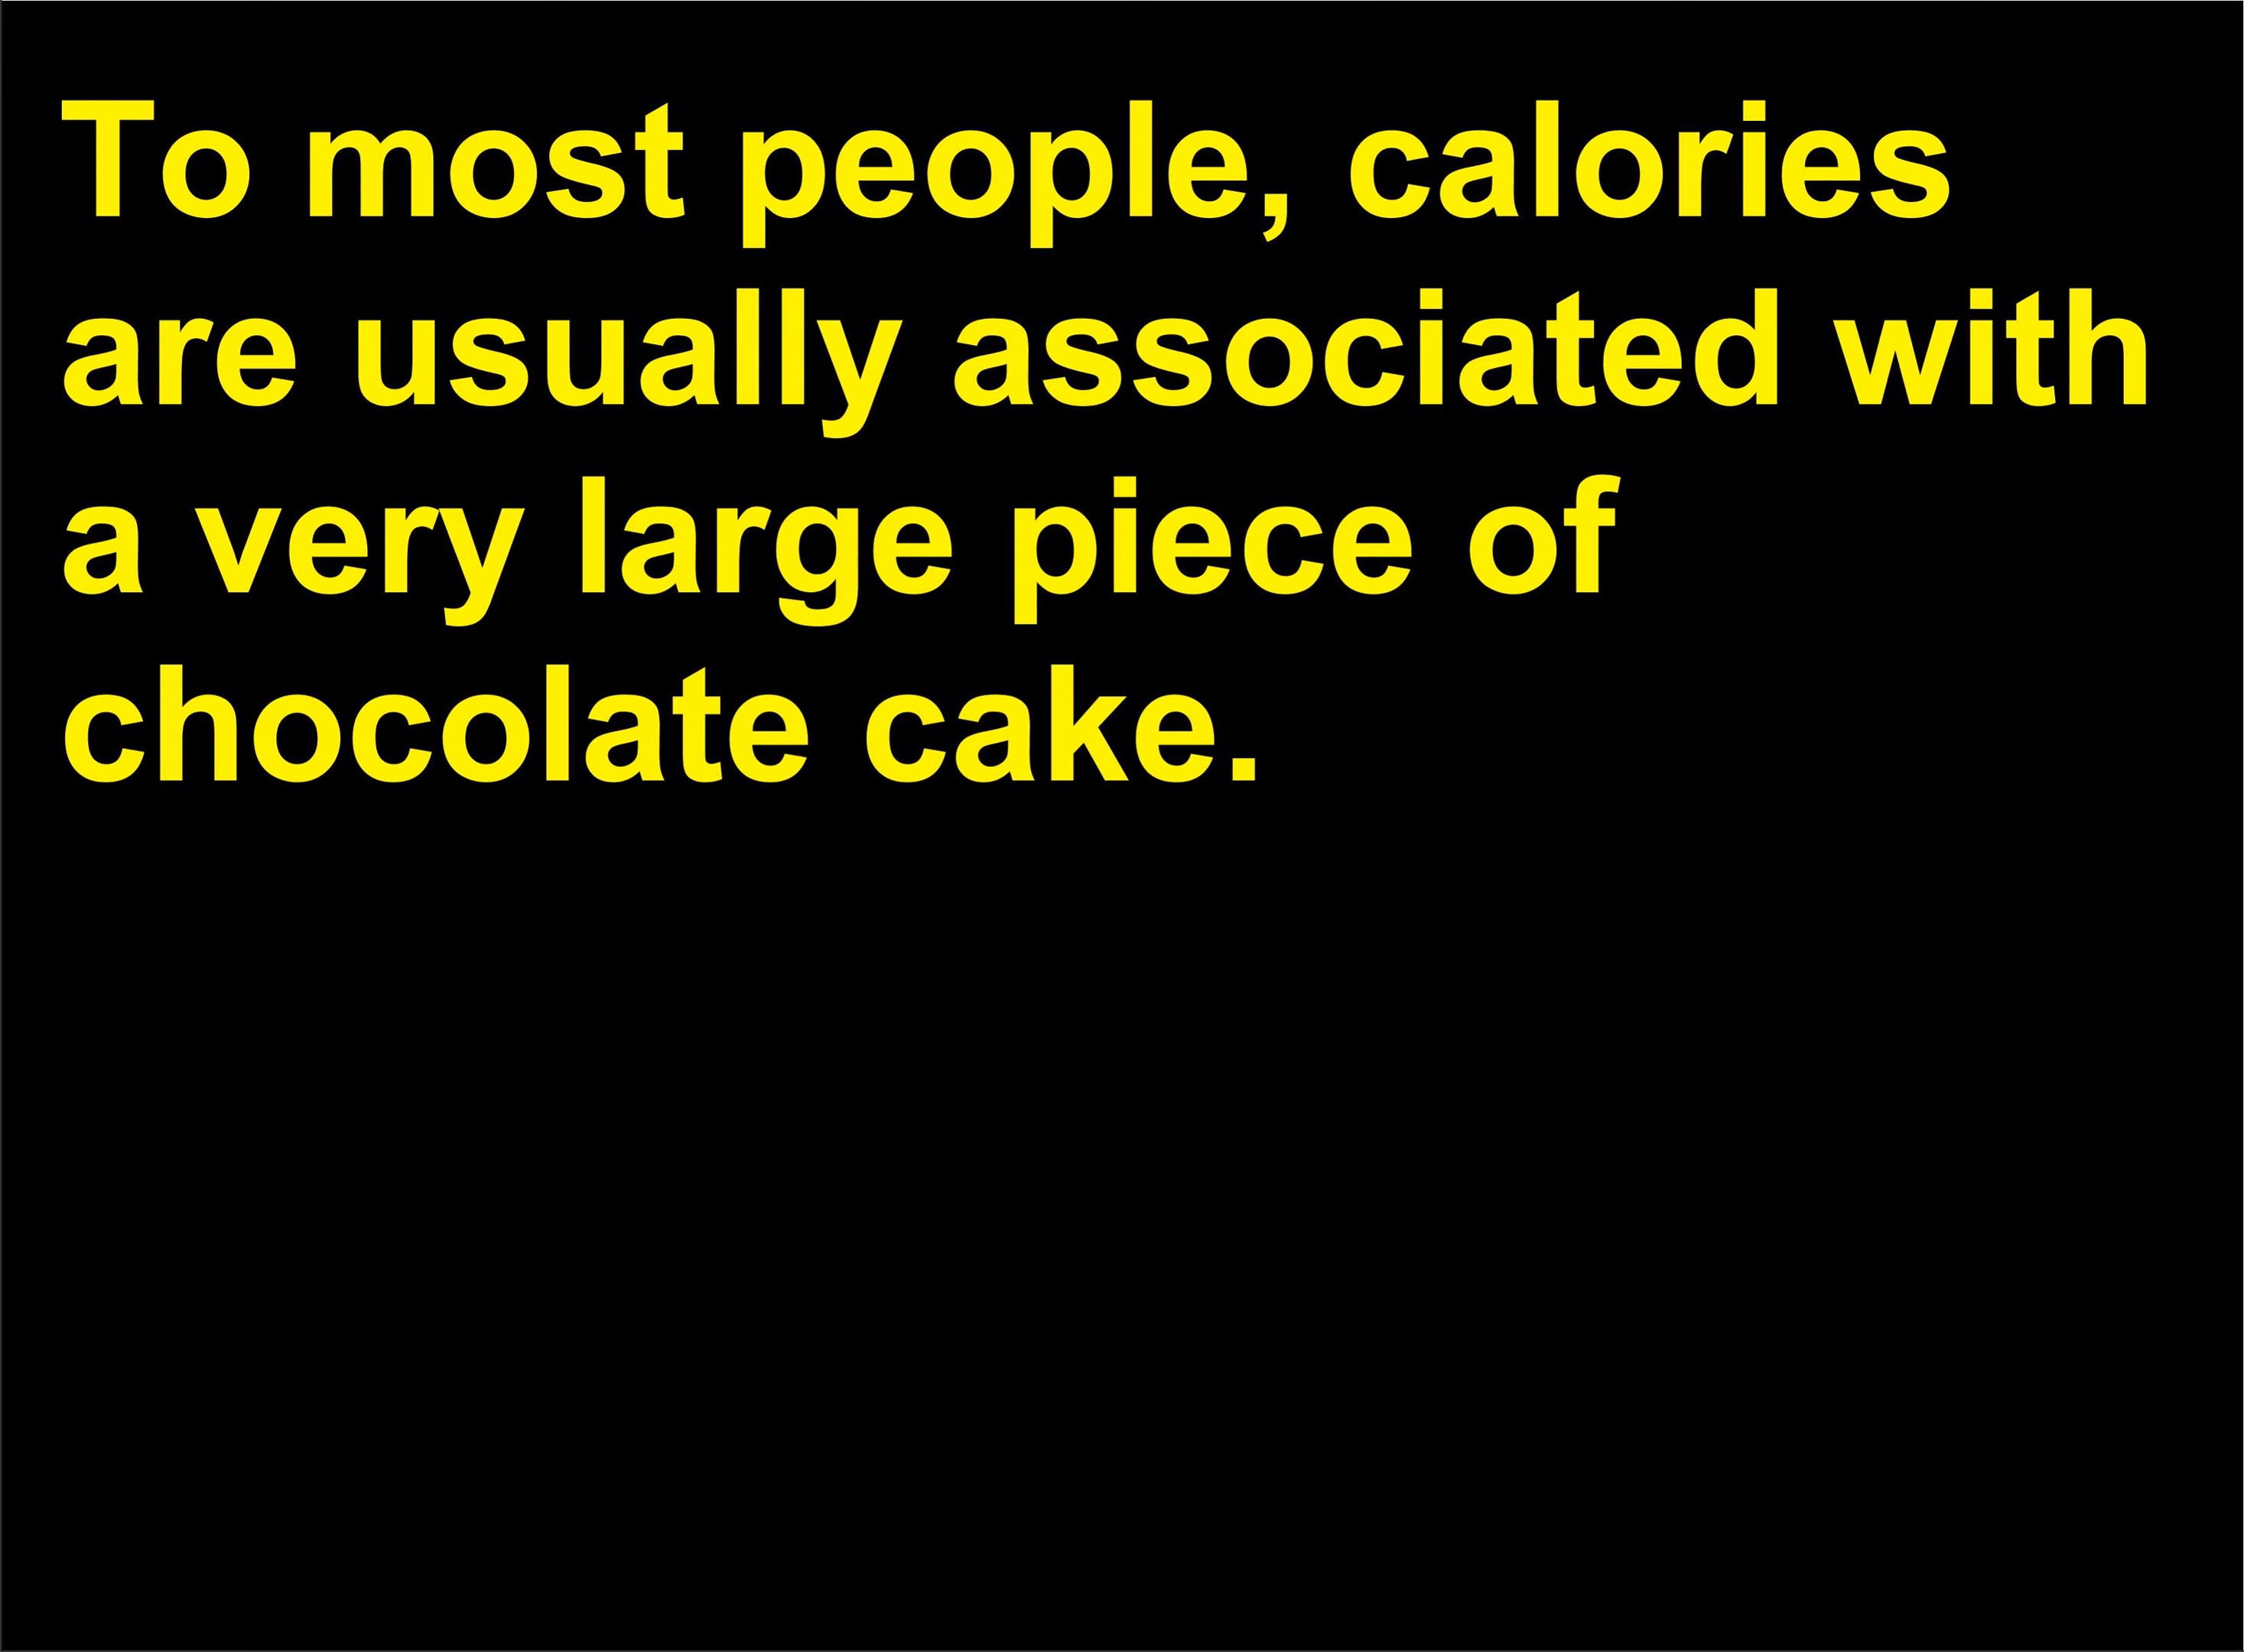 To most people, calories
are usually associated with
a very large piece of
chocolate cake.